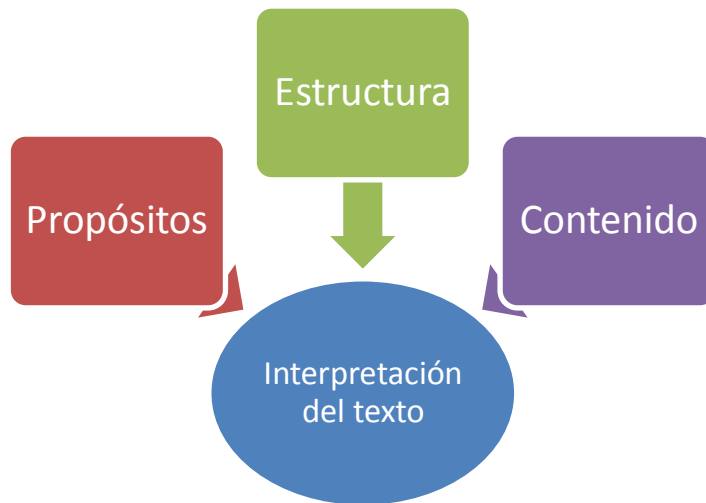 Estructura
Propósitos
Contenido
Interpretación
del texto